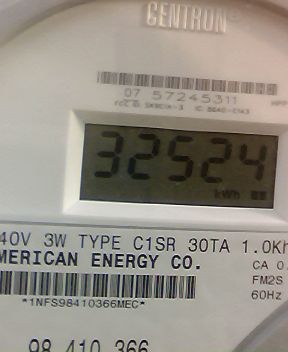 CENTRON®
07 57245311
32524
kWh
40V 3W TYPE C1SR 30TA 1.0Kh
MERICAN ENERGY CO.
CA 0.
FM2S
*1NFS98410366MEC*
60Hz
98 410 366